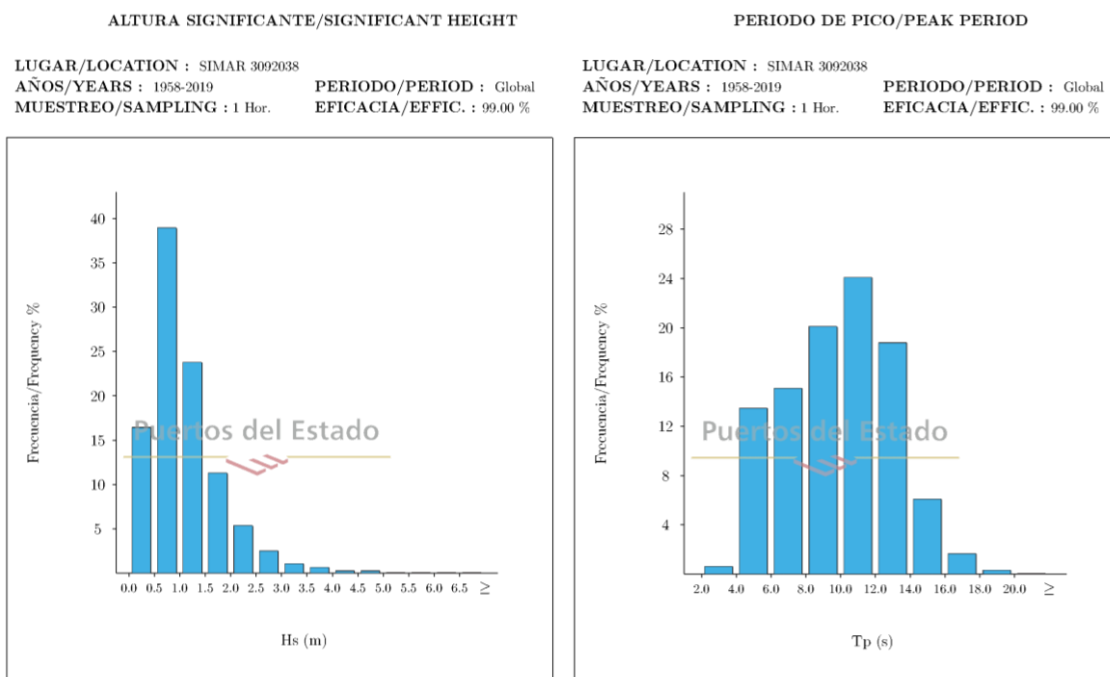 ALTURA SIGNIFICANTE/SIGNIFICANT HEIGHT
LUGAR/LOCATION : SIMAR 3092038
AÑOS/YEARS : 1958-2019 PERIODO/PERIOD : Global
MUESTREO/SAMPLING : 1 Hor. EFICACIA/EFFIC. : 99.00 %
Frecuencia/Frequency %
40
35
30
25
20
15
10
5
Puertos del Estado
0.0 0.5 1.0 1.5 2.0 2.5 3.0 3.5 4.0 4.5 5.0 5.5 6.0 6.5 ≥
Hs (m)
PERIODO DE PICO/PEAK PERIOD
LUGAR/LOCATION : SIMAR 3092038
AÑOS/YEARS : 1958-2019 PERIODO/PERIOD : Global
MUESTREO/SAMPLING : 1 Hor. EFICACIA/EFFIC. : 99.00 %
Frecuencia/Frequency %
28
24
20
16
12
8
4
Puertos del Estado
2.0 4.0 6.0 8.0 10.0 12.0 14.0 16.0 18.0 20.0 ≥
Tp (s)